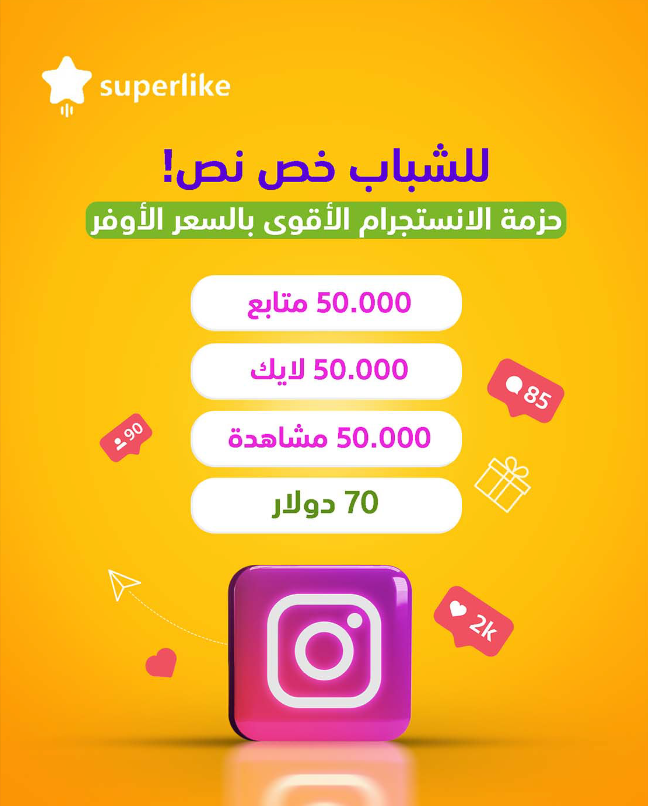 superlike
للشباب خص نص!
حزمة الانستجرام الأقوى بالسعر الأوفر
50.000 متابع
50.000 لايك
85
90
50.000 مشاهدة
70 دولار
2k